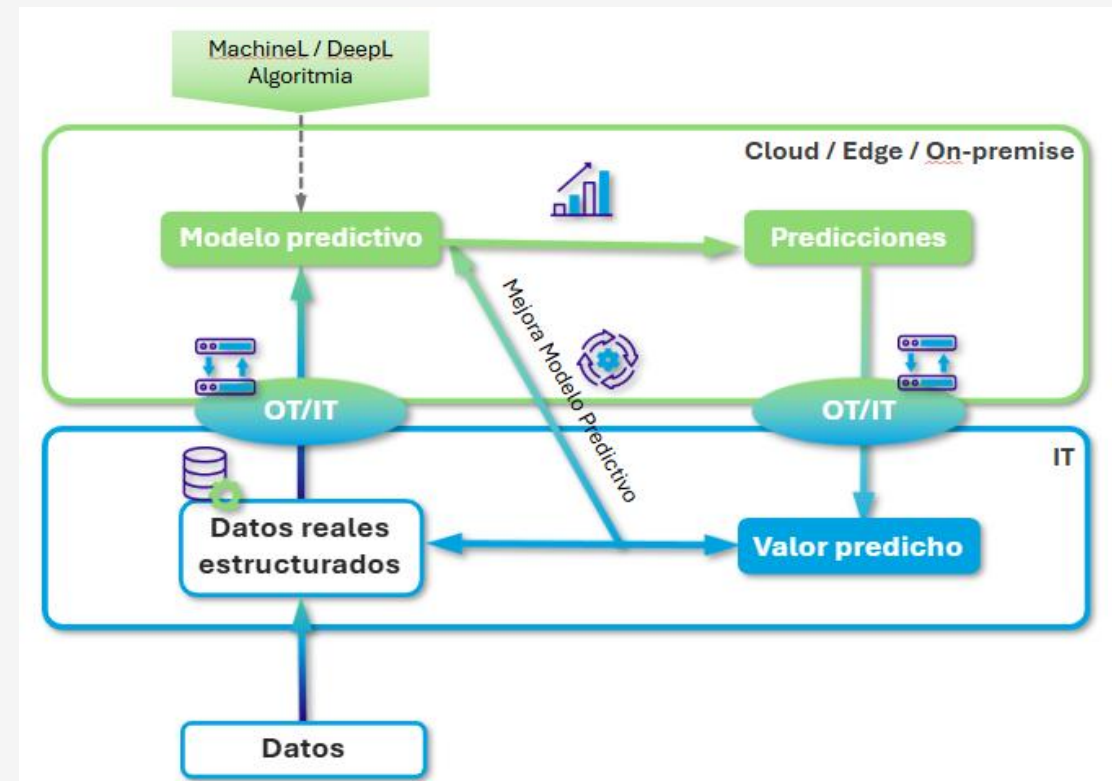 MachineL / DeepL
Algoritmia
Cloud / Edge / On-premise
Modelo predictivo
Predicciones
Mejora Modelo Predictivo
OT/IT
OT/IT
IT
Datos reales
estructurados
Valor predicho
Datos